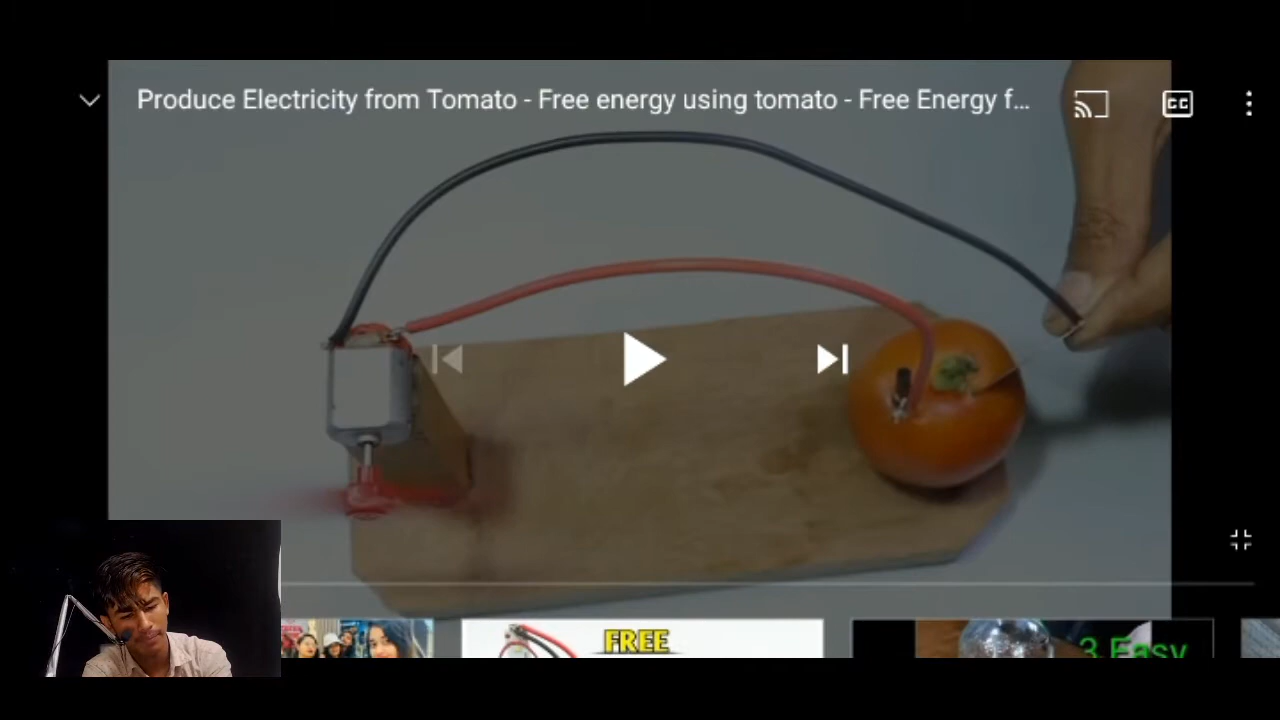 Produce Electricity from Tomato - Free energy using tomato - Free Energy f...
CC
FREE
3 Easy